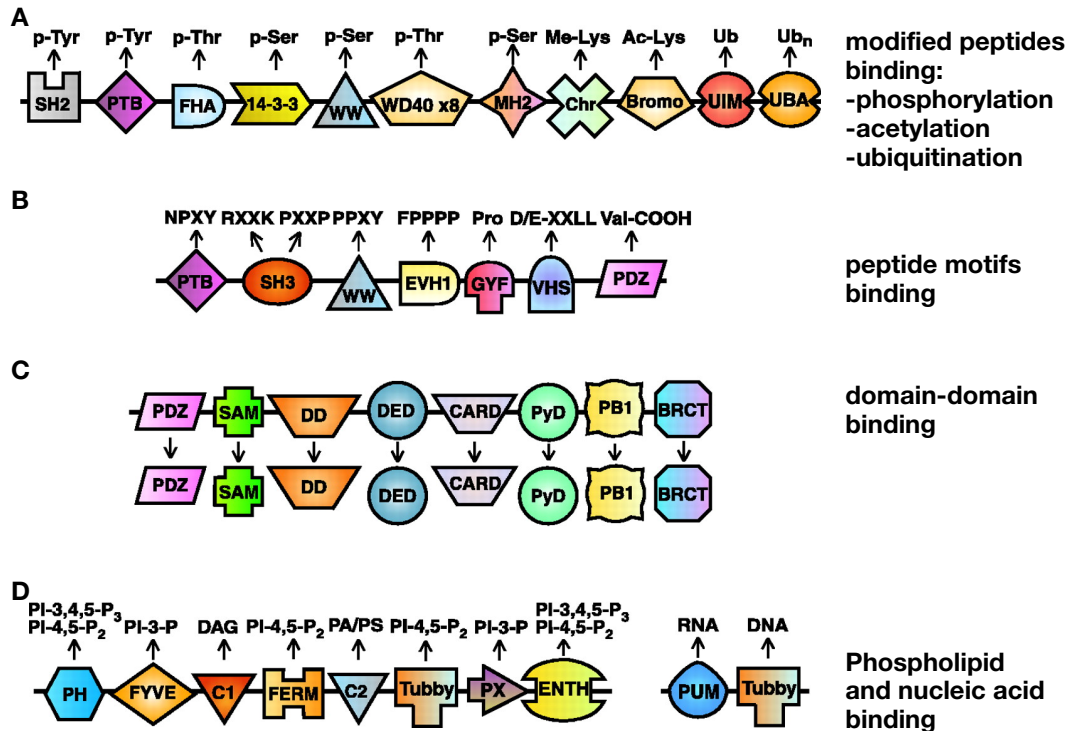 A
p-Tyr p-Tyr p-Thr p-Ser p-Ser p-Thr p-Ser Me-Lys Ac-Lys Ub Ubn
SH2 PTB FHA 14-3-3 WW WD40 x8 MH2 Chr Bromo UIM UBA
modified peptides
binding:
-phosphorylation
-acetylation
-ubiquitination
B
NPXY RXXK PXXP PPXY FPPPP Pro D/E-XXLL Val-COOH
PTB SH3 WW EVH1 GYF VHS PDZ
peptide motifs
binding
C
PDZ SAM DD DED CARD PyD PB1 BRCT
PDZ SAM DD DED CARD PyD PB1 BRCT
domain-domain
binding
D
PI-3,4,5-P3 PI-3,4,5-P3
PI-4,5-P2 PI-3-P DAG PI-4,5-P2 PA/PS PI-4,5-P2 PI-3-P PI-4,5-P2 RNA DNA
PH FYVE C1 FERM C2 Tubby PX ENTH PUM Tubby
Phospholipid
and nucleic acid
binding